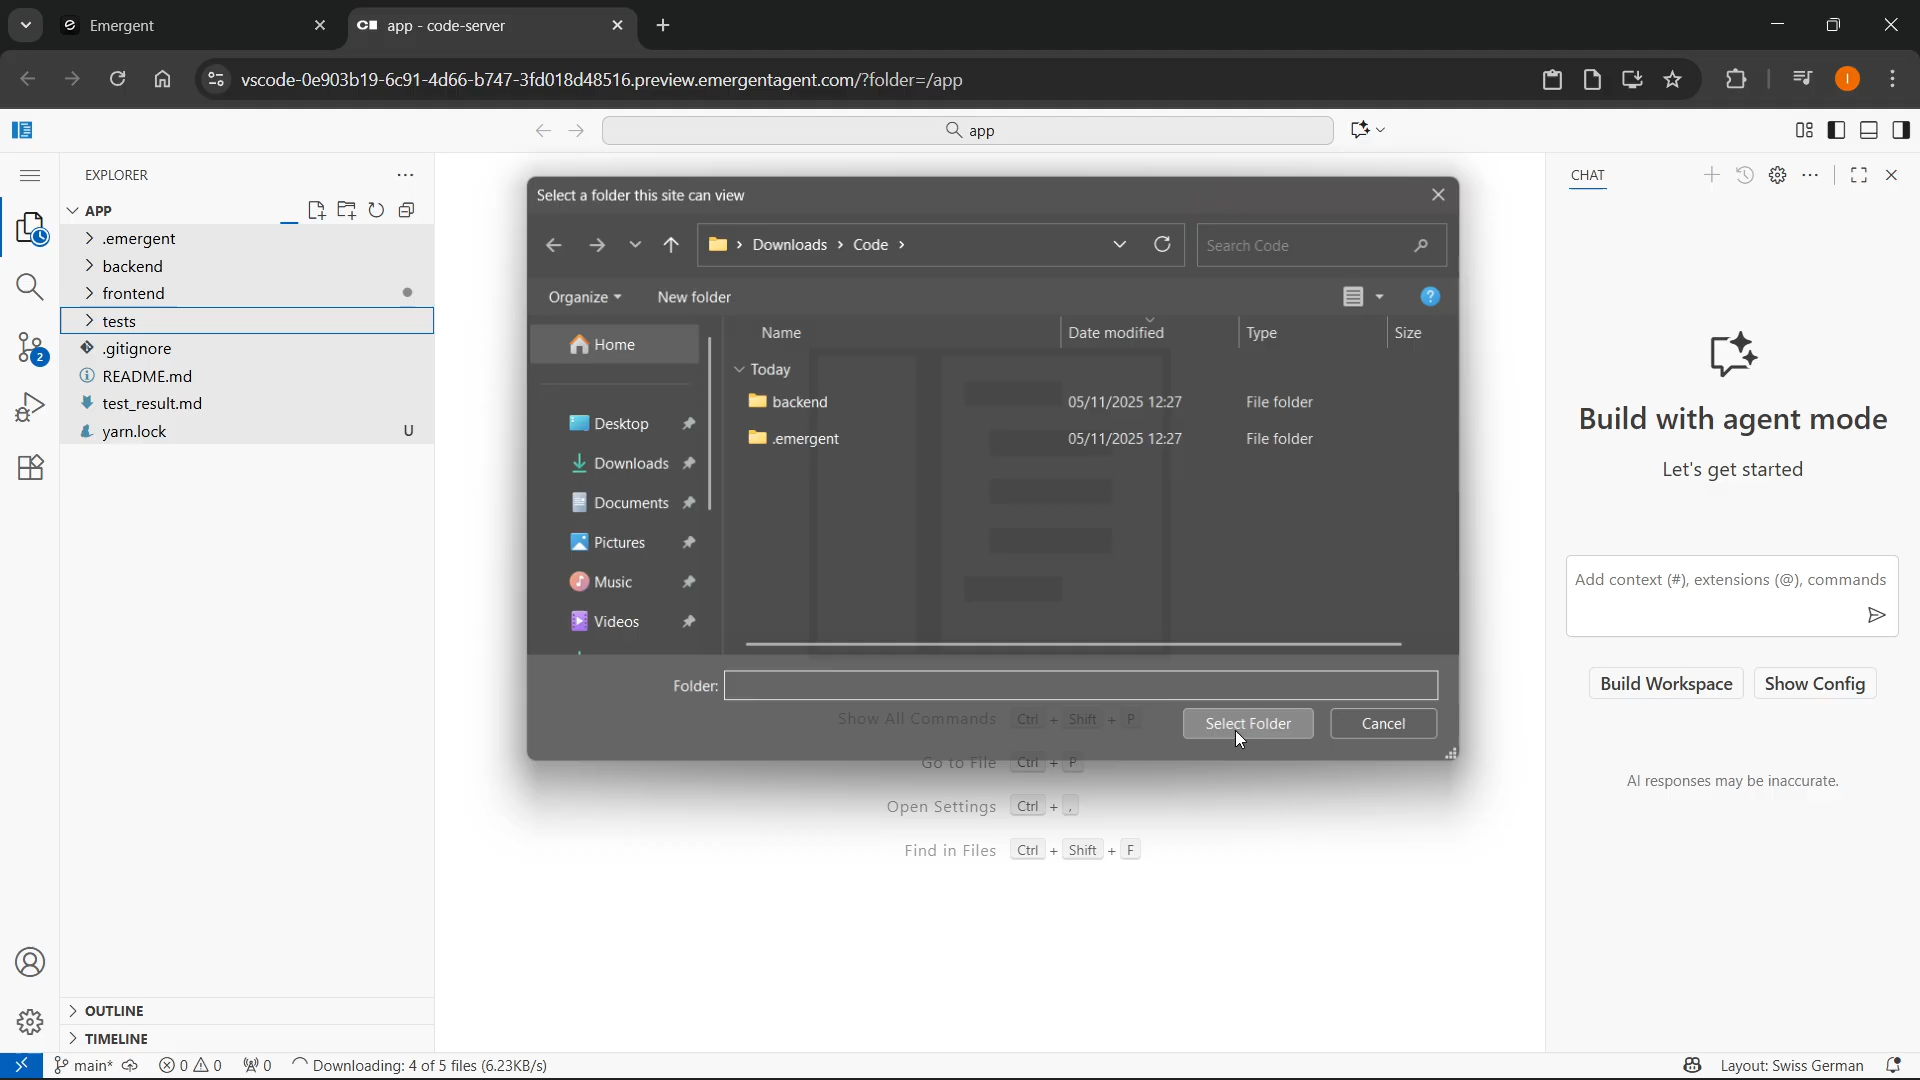 Emergent
app - code-server
vscode-0e903b19-6c91-4d66-b747-3fd018d48516.preview.emergentagent.com/?folder=/app
app
EXPLORER
APP
.emergent
backend
frontend
tests
.gitignore
README.md
test_result.md
yarn.lock U
2
OUTLINE
TIMELINE
Select a folder this site can view
Downloads Code
Search Code
Organize New folder
Home
Desktop
Downloads
Documents
Pictures
Music
Videos
Name Date modified Type Size
Today
backend 05/11/2025 12:27 File folder
.emergent 05/11/2025 12:27 File folder
Folder:
Select Folder Cancel
Show All Commands Ctrl + Shift + P
Go to File Ctrl + P
Open Settings Ctrl + ,
Find in Files Ctrl + Shift + F
CHAT
Build with agent mode
Let's get started
Add context (#), extensions (@), commands
Build Workspace Show Config
AI responses may be inaccurate.
main* 0 0 0 Downloading: 4 of 5 files (6.23KB/s)
Layout: Swiss German